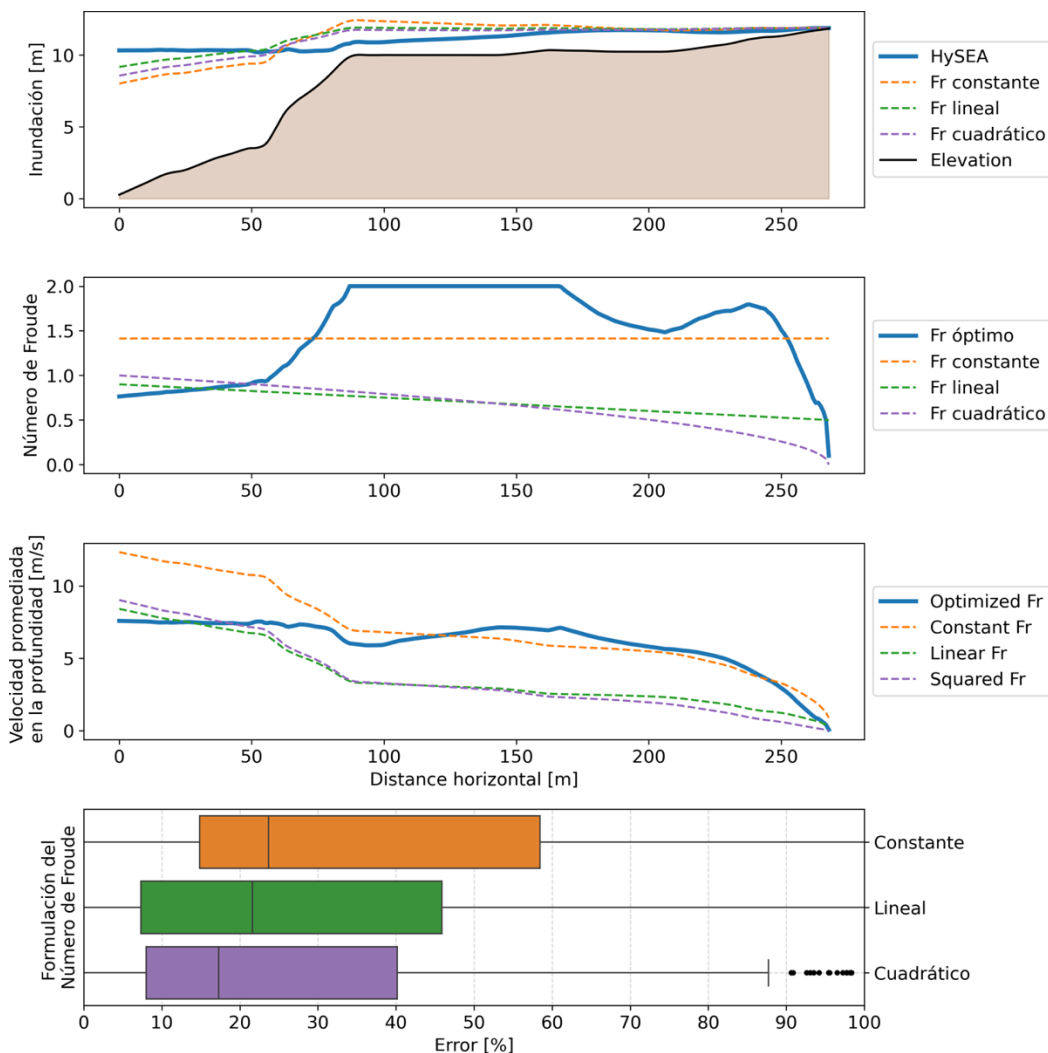 Inundación [m]
10
5
0
0 50 100 150 200 250
HySEA
Fr constante
Fr lineal
Fr cuadrático
Elevation
Número de Froude
2.0
1.5
1.0
0.5
0.0
0 50 100 150 200 250
Fr óptimo
Fr constante
Fr lineal
Fr cuadrático
Velocidad promediada
en la profundidad [m/s]
10
5
0
0 50 100 150 200 250
Distance horizontal [m]
Optimized Fr
Constant Fr
Linear Fr
Squared Fr
Formulación del
Número de Froude
Constante
Lineal
Cuadrático
0 10 20 30 40 50 60 70 80 90 100
Error [%]